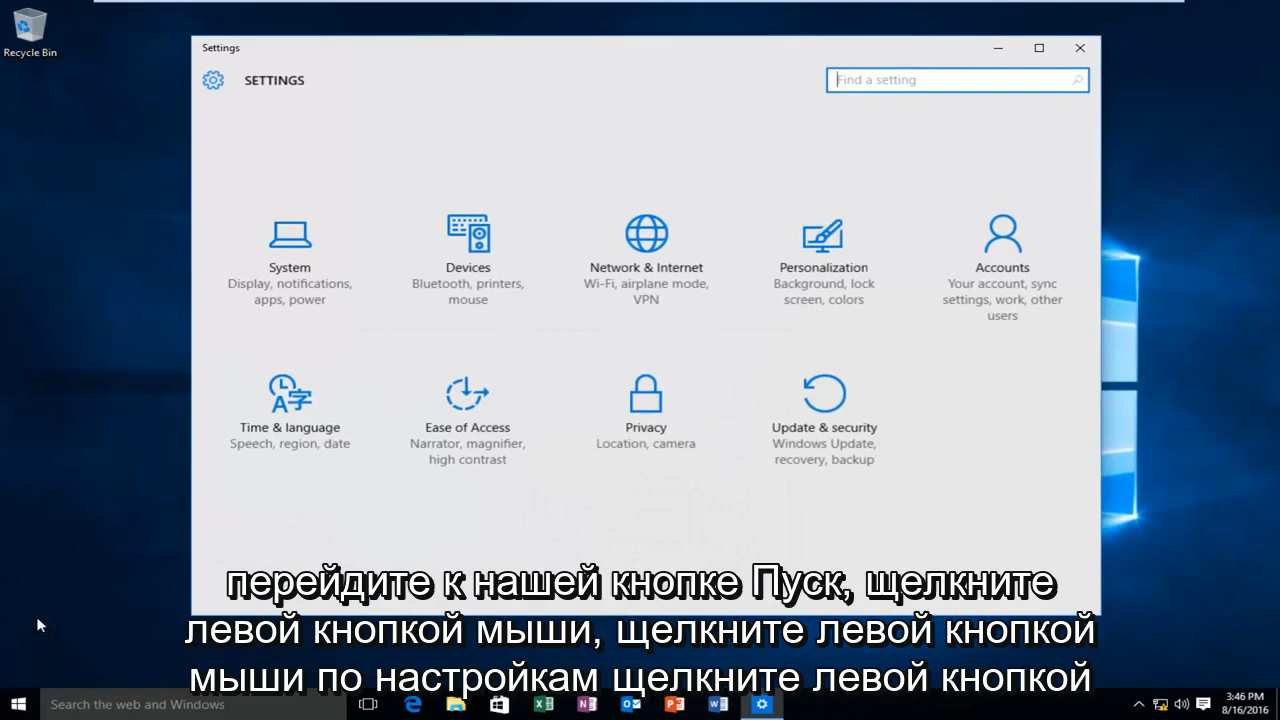 Recycle Bin
Settings
SETTINGS
Find a setting
System
Display, notifications,
apps, power
Devices
Bluetooth, printers,
mouse
Network & Internet
Wi-Fi, airplane mode,
VPN
Personalization
Background, lock
screen, colors
Accounts
Your account, sync
settings, work, other
users
Time & language
Speech, region, date
Ease of Access
Narrator, magnifier,
high contrast
Privacy
Location, camera
Update & security
Windows Update,
recovery, backup
перейдите к нашей кнопке Пуск, щелкните
левой кнопкой мыши, щелкните левой кнопкой
мыши по настройкам щелкните левой кнопкой
Search the web and Windows
3:46 PM
8/16/2016